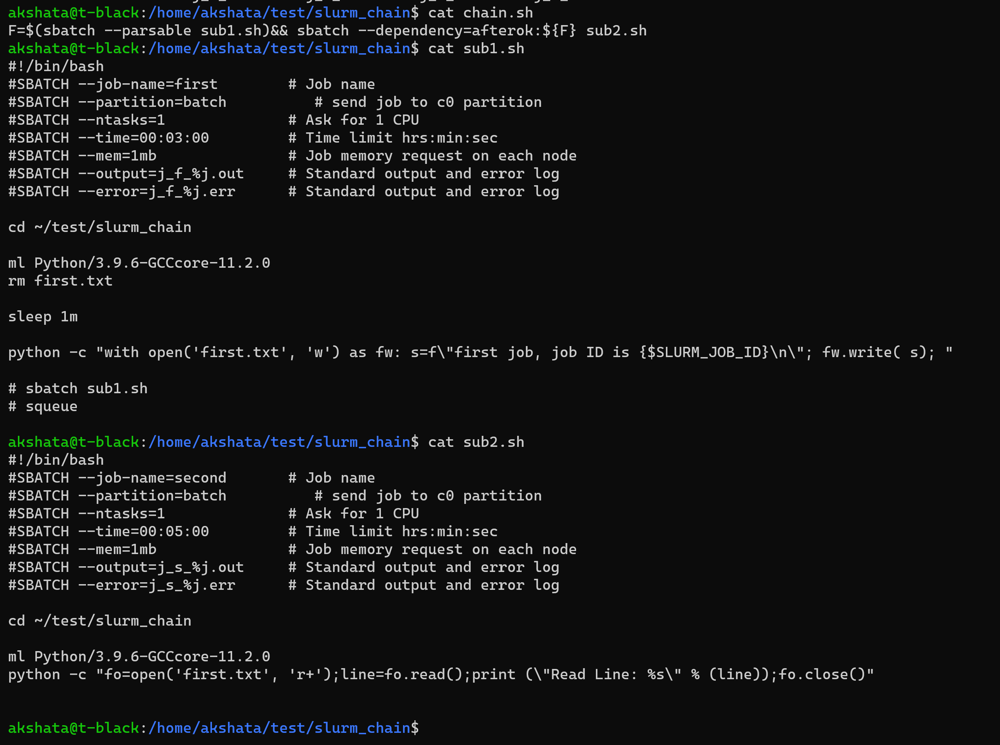 akshata@t-black:/home/akshata/test/slurm_chain$ cat chain.sh
F=$(sbatch --parsable sub1.sh)&& sbatch --dependency=afterok:${F} sub2.sh
akshata@t-black:/home/akshata/test/slurm_chain$ cat sub1.sh
#!/bin/bash
#SBATCH --job-name=first        # Job name
#SBATCH --partition=batch          # send job to c0 partition
#SBATCH --ntasks=1              # Ask for 1 CPU
#SBATCH --time=00:03:00         # Time limit hrs:min:sec
#SBATCH --mem=1mb               # Job memory request on each node
#SBATCH --output=j_f_%j.out     # Standard output and error log
#SBATCH --error=j_f_%j.err      # Standard output and error log

cd ~/test/slurm_chain

ml Python/3.9.6-GCCcore-11.2.0
rm first.txt

sleep 1m

python -c "with open('first.txt', 'w') as fw: s=f\"first job, job ID is {$SLURM_JOB_ID}\n\"; fw.write( s); "

# sbatch sub1.sh
# squeue

akshata@t-black:/home/akshata/test/slurm_chain$ cat sub2.sh
#!/bin/bash
#SBATCH --job-name=second       # Job name
#SBATCH --partition=batch          # send job to c0 partition
#SBATCH --ntasks=1              # Ask for 1 CPU
#SBATCH --time=00:05:00         # Time limit hrs:min:sec
#SBATCH --mem=1mb               # Job memory request on each node
#SBATCH --output=j_s_%j.out     # Standard output and error log
#SBATCH --error=j_s_%j.err      # Standard output and error log

cd ~/test/slurm_chain

ml Python/3.9.6-GCCcore-11.2.0
python -c "fo=open('first.txt', 'r+');line=fo.read();print (\"Read Line: %s\" % (line));fo.close()"

akshata@t-black:/home/akshata/test/slurm_chain$